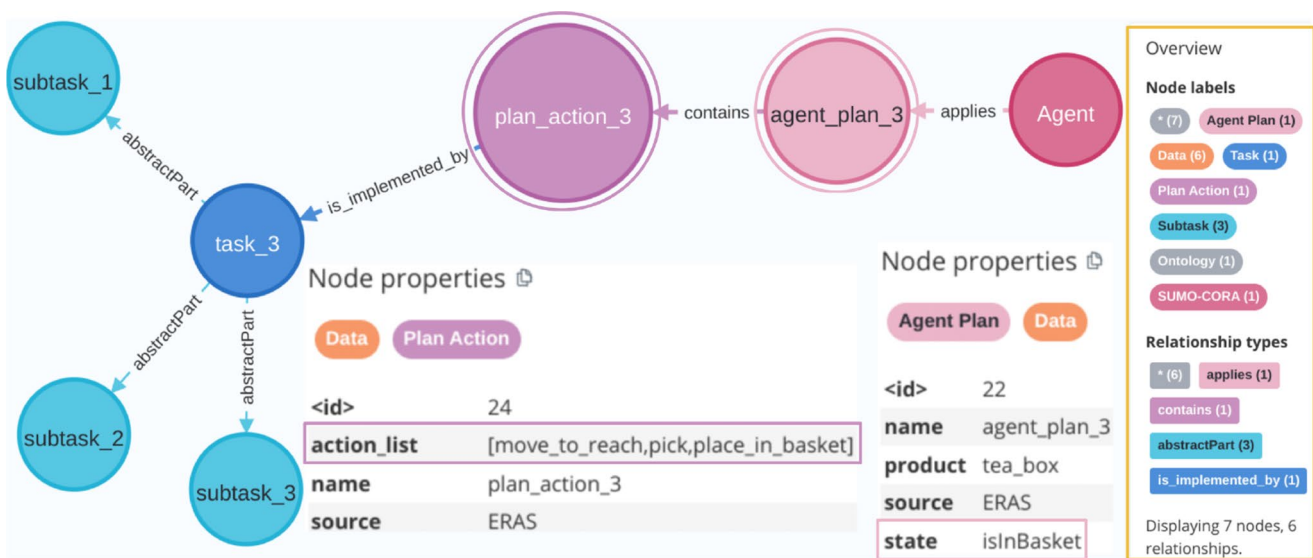 subtask_1
plan_action_3
contains
agent_plan_3
applies
Agent
abstractPart
is_implemented_by
task_3
abstractPart
abstractPart
subtask_2
subtask_3
Node properties
Data Plan Action
<id> 24
action_list [move_to_reach,pick,place_in_basket]
name plan_action_3
source ERAS
Node properties
Agent Plan Data
<id> 22
name agent_plan_3
product tea_box
source ERAS
state isInBasket
Overview
Node labels
* (7) Agent Plan (1)
Data (6) Task (1)
Plan Action (1)
Subtask (3)
Ontology (1)
SUMO-CORA (1)
Relationship types
* (6) applies (1)
contains (1)
abstractPart (3)
is_implemented_by (1)
Displaying 7 nodes, 6
relationships.